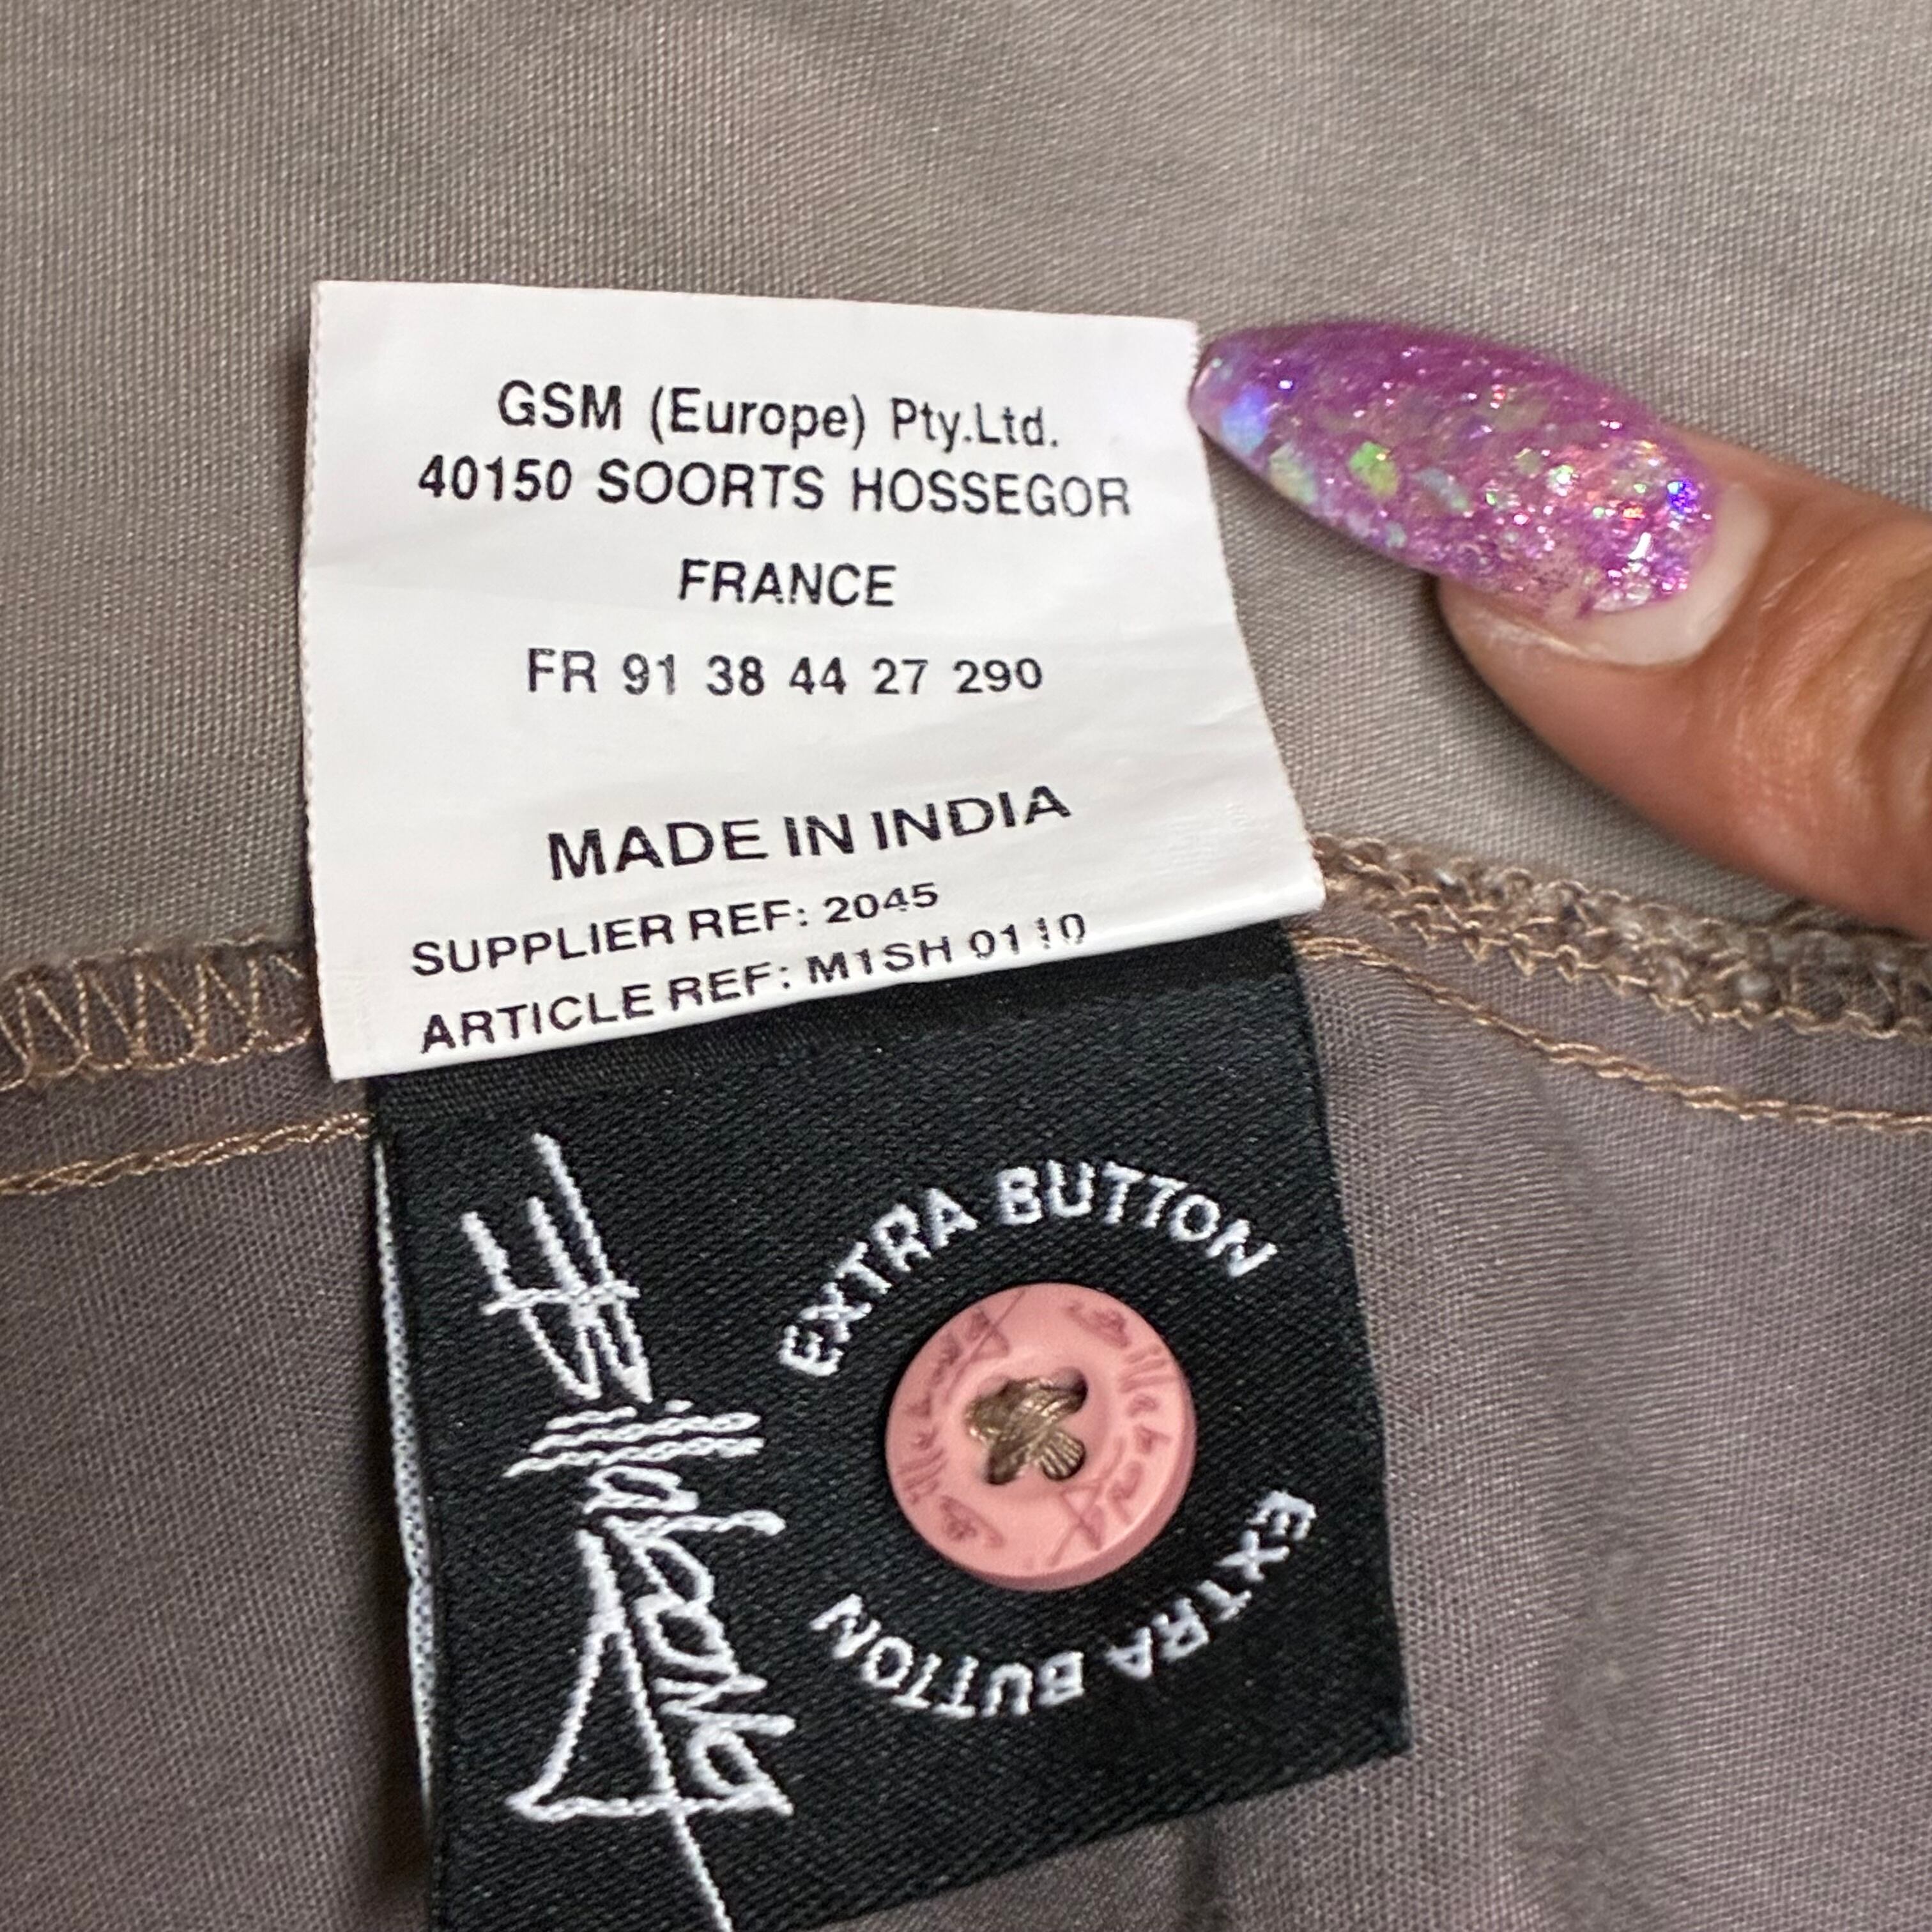 GSM (Europe) Pty.Ltd.
40150 SOORTS HOSSEGOR
FRANCE
FR 91 38 44 27 290
MADE IN INDIA
SUPPLIER REF: 2045
ARTICLE REF: M1SH 0110
EXTRA BUTTON
EXTRA BUTTON
Billabong